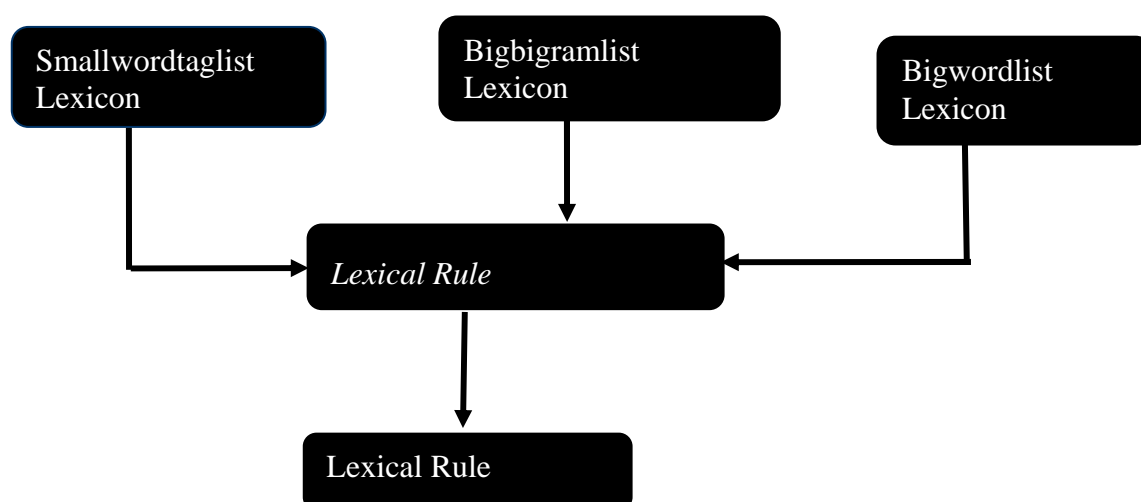 Smallwordtaglist
Lexicon
Bigbigramlist
Lexicon
Bigwordlist
Lexicon
Lexical Rule
Lexical Rule